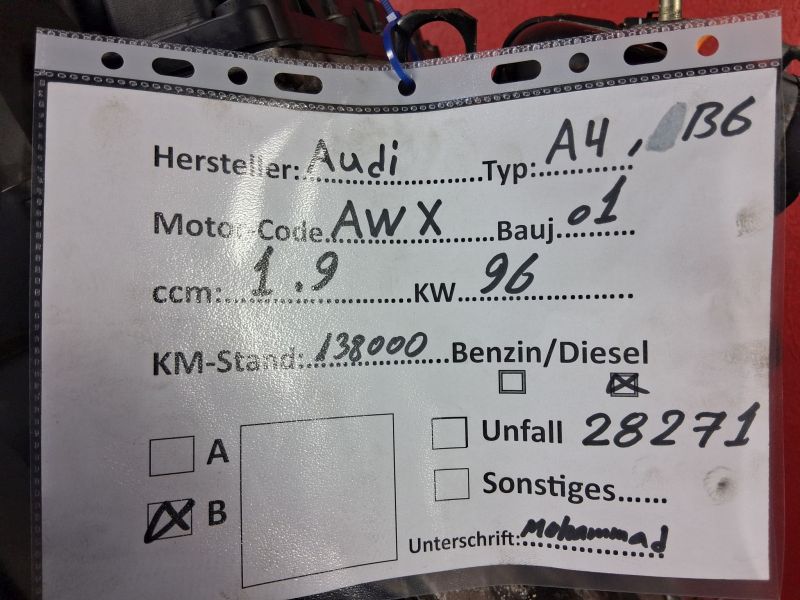 Hersteller: Audi Typ: A4, B6
Motor-Code AWX Bauj. 01
ccm: 1.9 KW 96
KM-Stand: 138000 Benzin/Diesel
A Unfall 28271
B Sonstiges......
Unterschrift: Mohammad